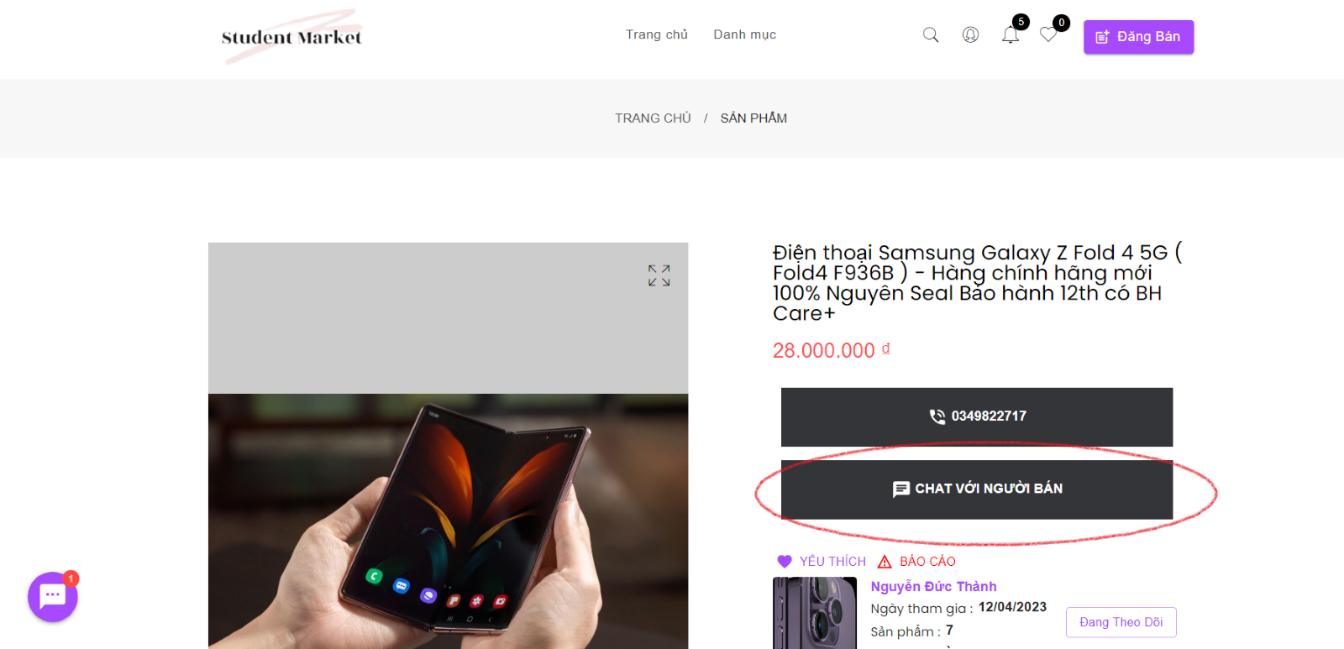 Student Market
Trang chủ Danh mục
5
0
Đăng Bán
TRANG CHỦ / SẢN PHẨM
Điện thoại Samsung Galaxy Z Fold 4 5G (
Fold4 F936B ) - Hàng chính hãng mới
100% Nguyên Seal Bảo hành 12th có BH
Care+
28.000.000 ₫
0349822717
CHAT VỚI NGƯỜI BÁN
YÊU THÍCH BÁO CÁO
Nguyễn Đức Thành
Ngày tham gia : 12/04/2023
Sản phẩm : 7
Đang Theo Dõi
1